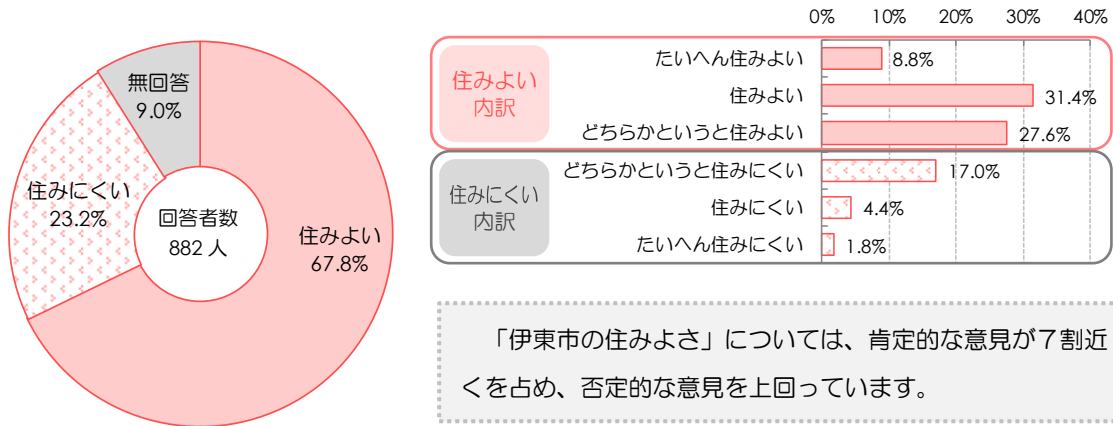 無回答
9.0%
住みにくい
23.2%
回答者数
882 人
住みよい
67.8%
0%
10%
20%
30%
40%
住みよい
内訳
たいへん住みよい
8.8%
住みよい
31.4%
どちらかというと住みよい
27.6%
住みにくい
内訳
どちらかというと住みにくい
17.0%
住みにくい
4.4%
たいへん住みにくい
1.8%
「伊東市の住みよさ」については、肯定的な意見が７割近
くを占め、否定的な意見を上回っています。